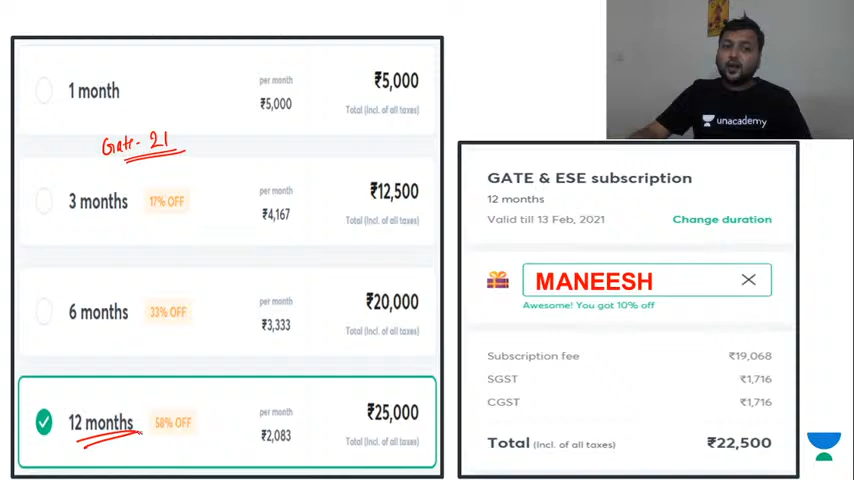 1 month
per month
₹5,000
₹5,000
Total (Incl. of all taxes)
Gate - 21
3 months
17% OFF
per month
₹4,167
₹12,500
Total (Incl. of all taxes)
6 months
33% OFF
per month
₹3,333
₹20,000
Total (Incl. of all taxes)
12 months
58% OFF
per month
₹2,083
₹25,000
Total (Incl. of all taxes)
unacademy
GATE & ESE subscription
12 months
Valid till 13 Feb, 2021
Change duration
MANEESH
Awesome! You got 10% off
Subscription fee ₹19,068
SGST ₹1,716
CGST ₹1,716
Total (Incl. of all taxes) ₹22,500